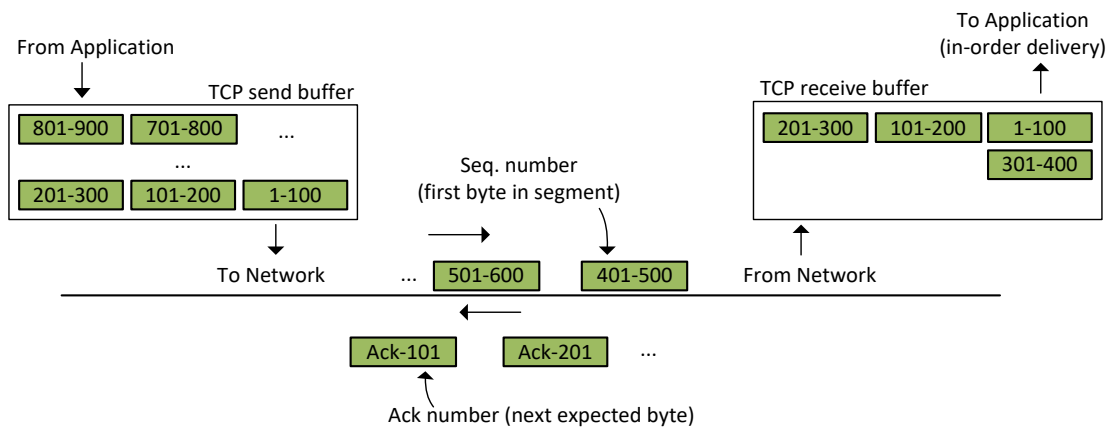 From Application
TCP send buffer
801-900 701-800 ...
...
201-300 101-200 1-100
To Network
To Application
(in-order delivery)
TCP receive buffer
201-300 101-200 1-100
301-400
From Network
Seq. number
(first byte in segment)
... 501-600 401-500
Ack-101 Ack-201 ...
Ack number (next expected byte)